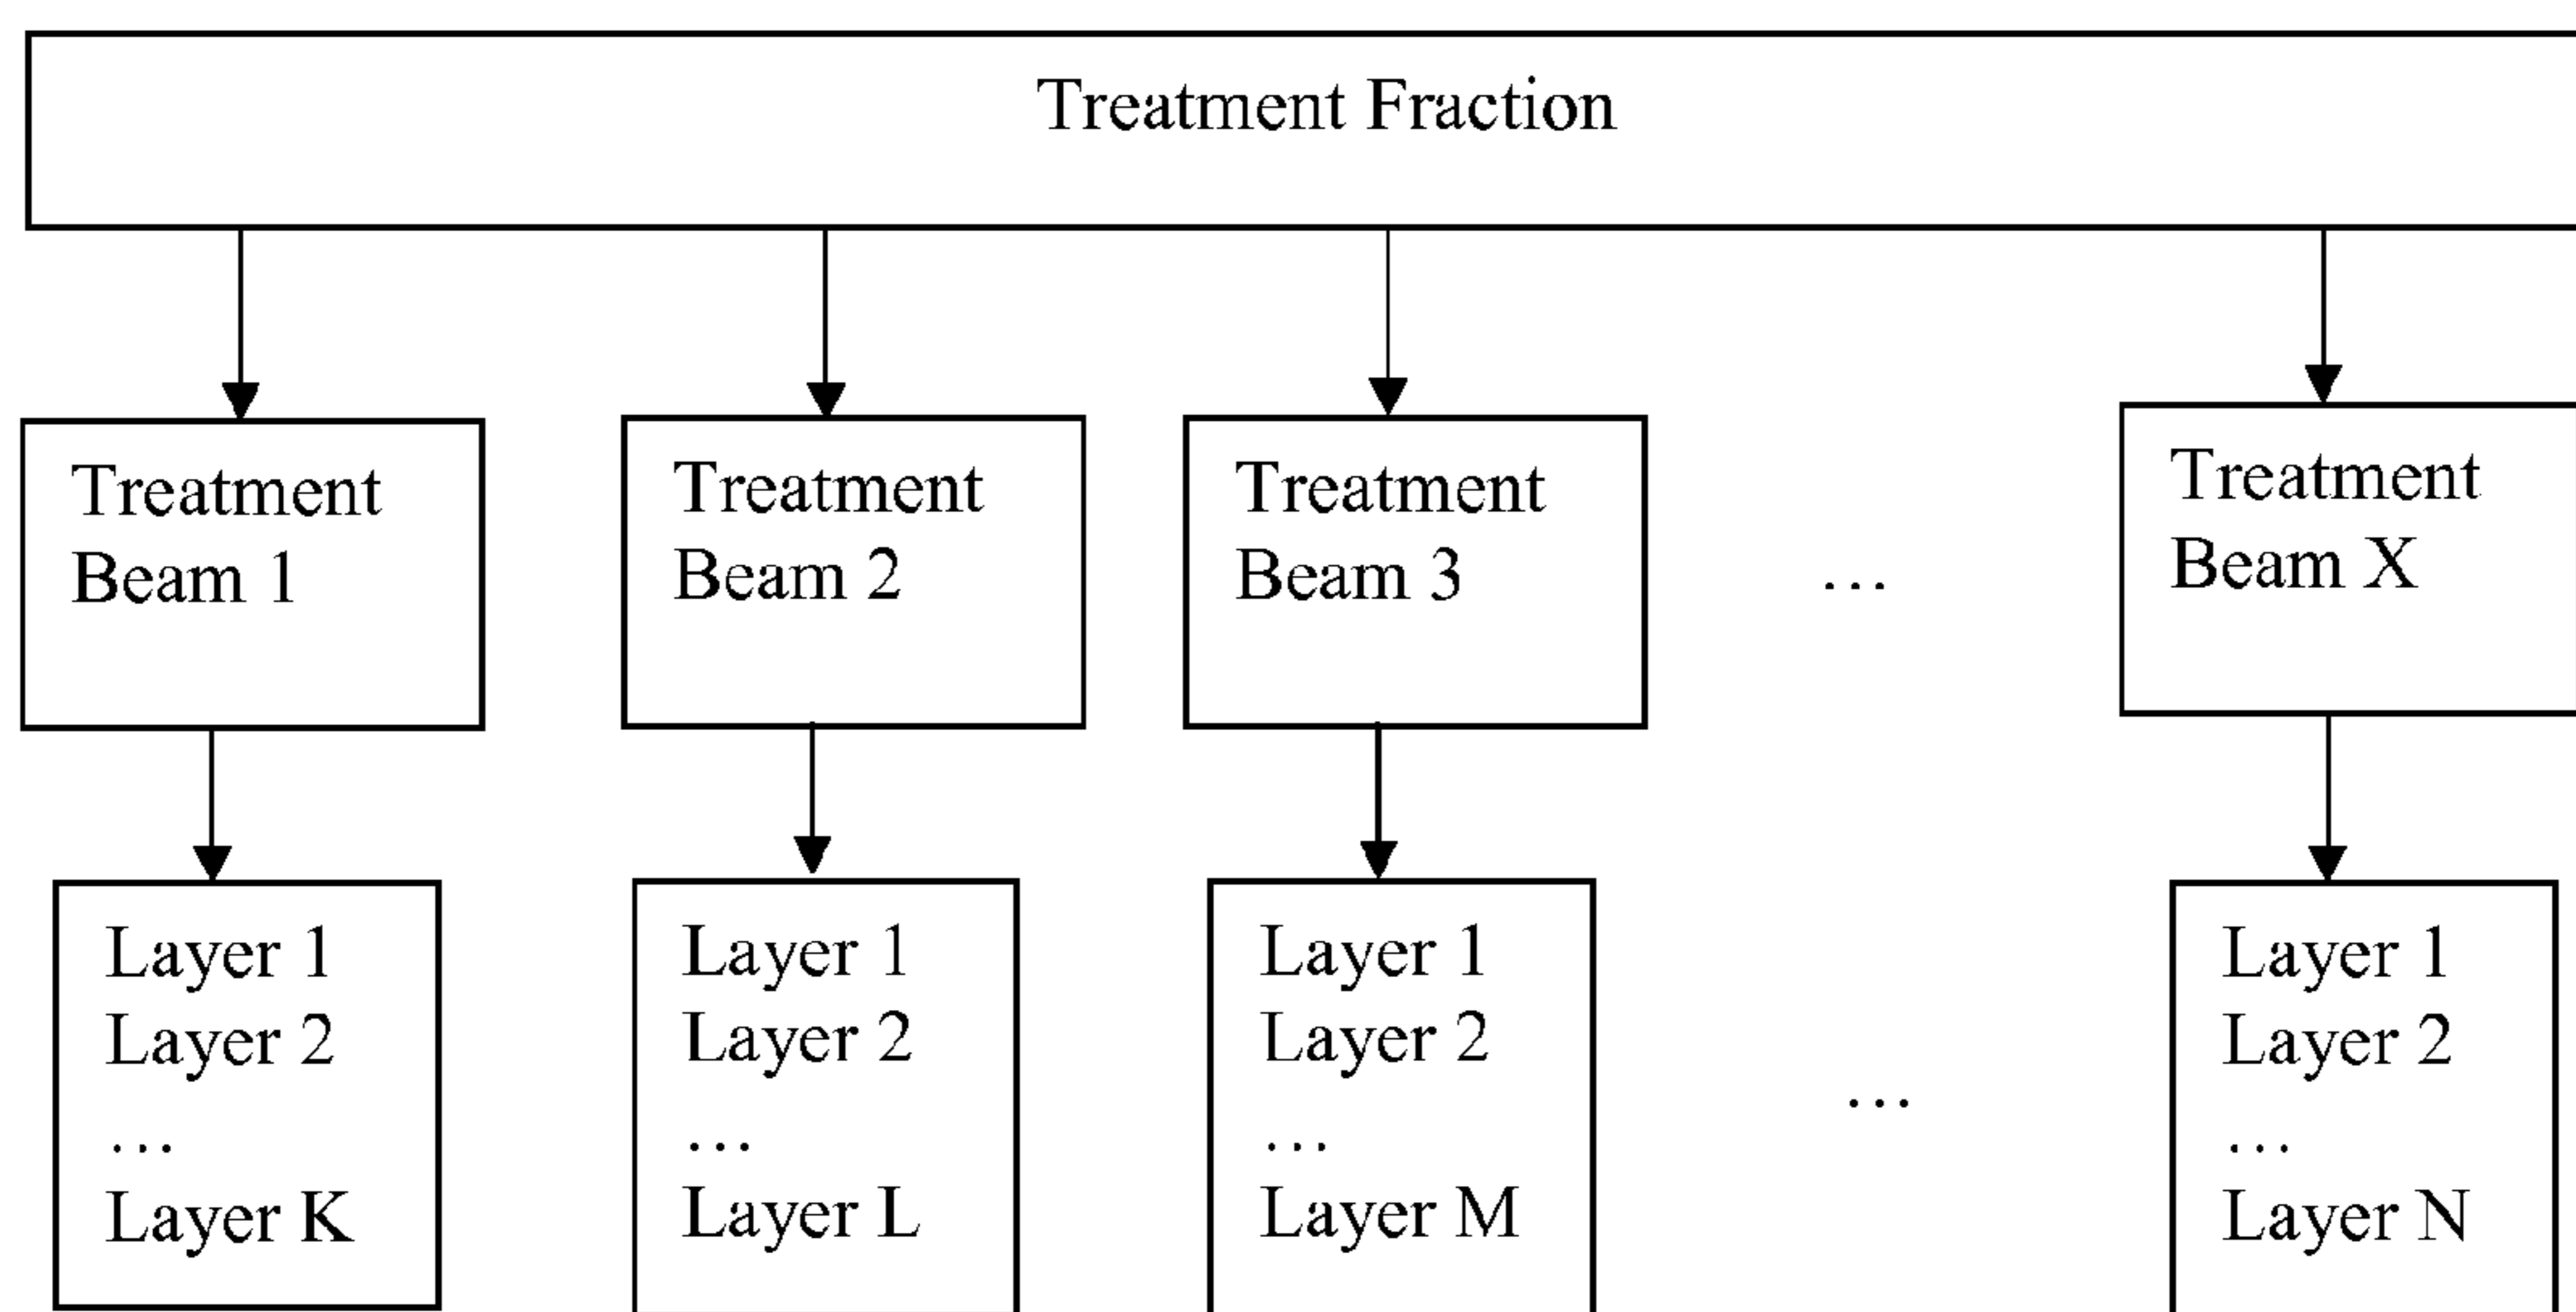 Treatment Fraction
Treatment
Beam 1
Treatment
Beam 2
Treatment
Beam 3
...
Treatment
Beam X
Layer 1
Layer 2
...
Layer K
Layer 1
Layer 2
...
Layer L
Layer 1
Layer 2
...
Layer M
...
Layer 1
Layer 2
...
Layer N